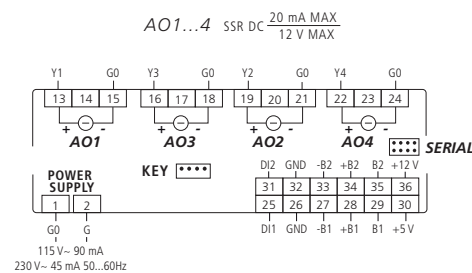 AO1...4 SSR DC 20 mA MAX
12 V MAX
Y1 G0 Y3 G0 Y2 G0 Y4 G0
13 14 15 16 17 18 19 20 21 22 23 24
+ - + - + - + -
AO1 AO3 AO2 AO4
SERIAL
KEY
DI2 GND -B2 +B2 B2 +12 V
POWER
SUPPLY
31 32 33 34 35 36
1 2 25 26 27 28 29 30
G0 G DI1 GND -B1 +B1 B1 +5 V
115 V~ 90 mA
230 V~ 45 mA 50...60Hz